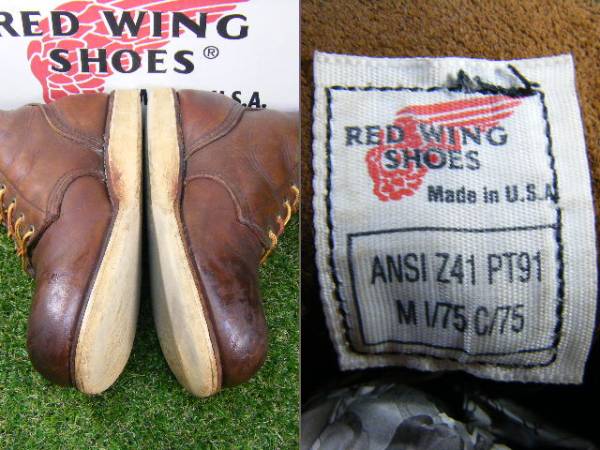 RED WING
SHOES®
U.S.A.
RED WING
SHOES
Made in U.S.A
ANSI Z41 PT91
M I/75 C/75